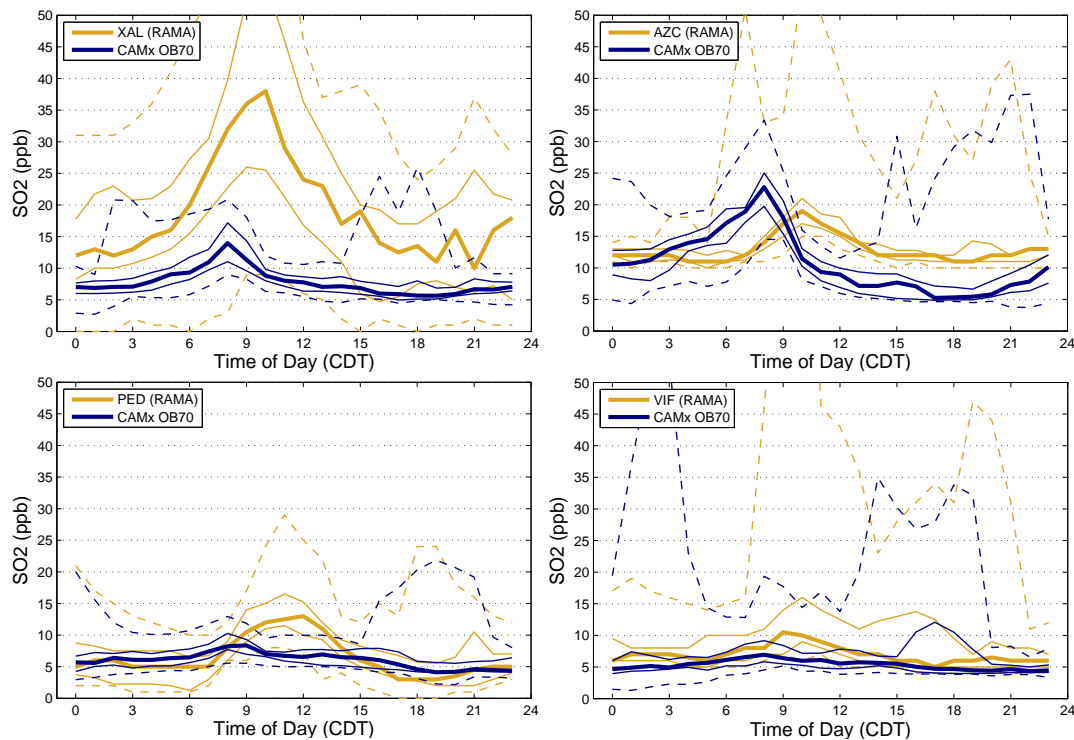 XAL (RAMA)
CAMx OB70
SO2 (ppb)
50
45
40
35
30
25
20
15
10
5
0
0 3 6 9 12 15 18 21 24
Time of Day (CDT)
AZC (RAMA)
CAMx OB70
SO2 (ppb)
50
45
40
35
30
25
20
15
10
5
0
0 3 6 9 12 15 18 21 24
Time of Day (CDT)
PED (RAMA)
CAMx OB70
SO2 (ppb)
50
45
40
35
30
25
20
15
10
5
0
0 3 6 9 12 15 18 21 24
Time of Day (CDT)
VIF (RAMA)
CAMx OB70
SO2 (ppb)
50
45
40
35
30
25
20
15
10
5
0
0 3 6 9 12 15 18 21 24
Time of Day (CDT)